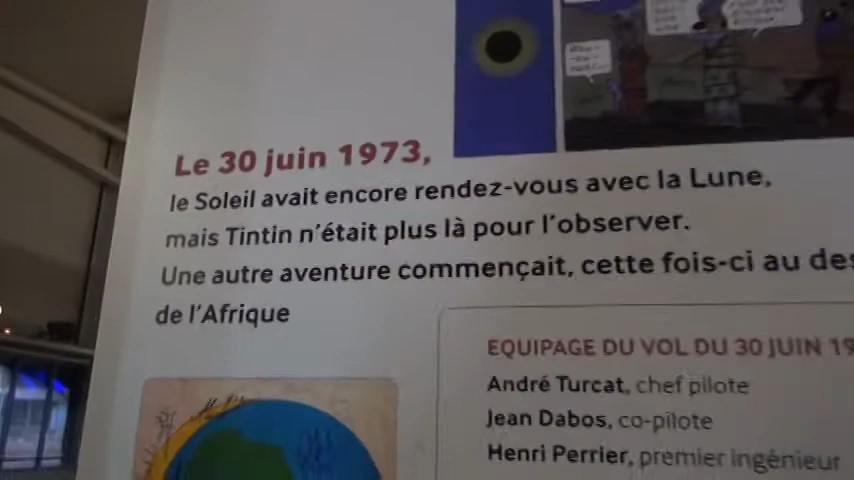 Le 30 juin 1973,
le Soleil avait encore rendez-vous avec la Lune,
mais Tintin n'était plus là pour l'observer.
Une autre aventure commençait, cette fois-ci au
de l'Afrique
EQUIPAGE DU VOL DU 30 JUIN
André Turcat, chef pilote
Jean Dabos, co-pilote
Henri Perrier, premier ingénieur